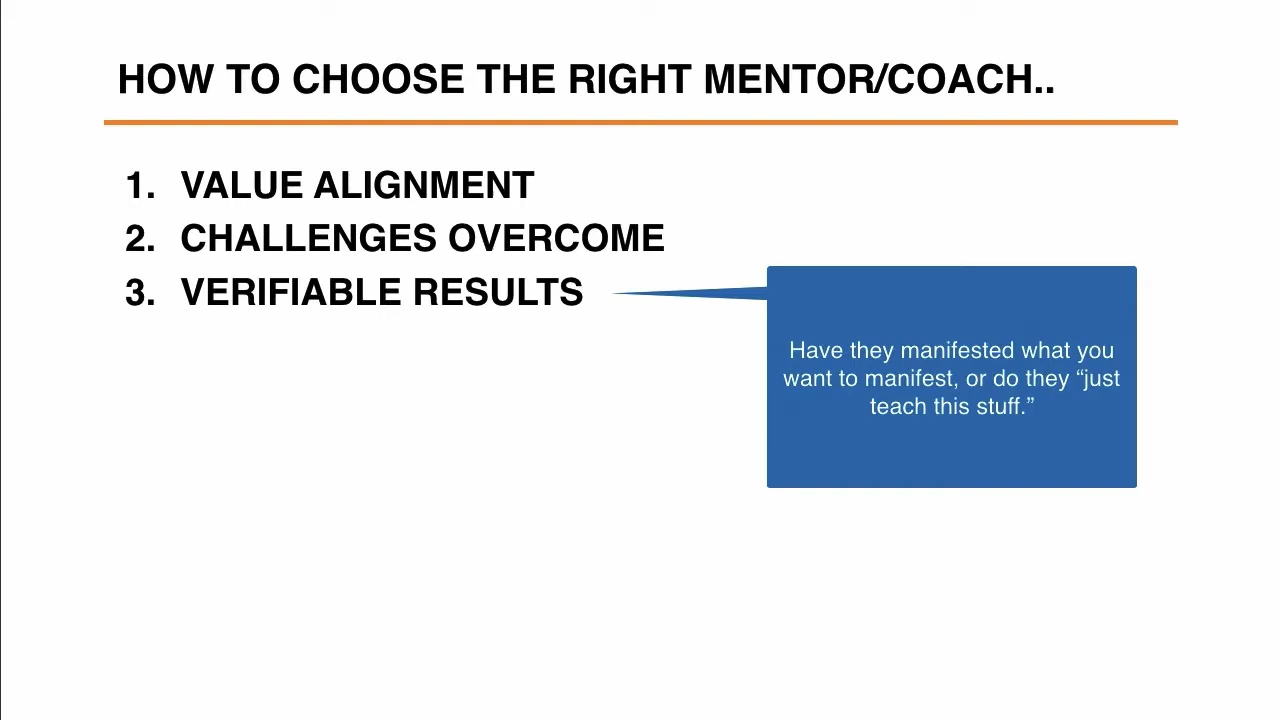 HOW TO CHOOSE THE RIGHT MENTOR/COACH..
1. VALUE ALIGNMENT
2. CHALLENGES OVERCOME
3. VERIFIABLE RESULTS
Have they manifested what you
want to manifest, or do they “just
teach this stuff.”